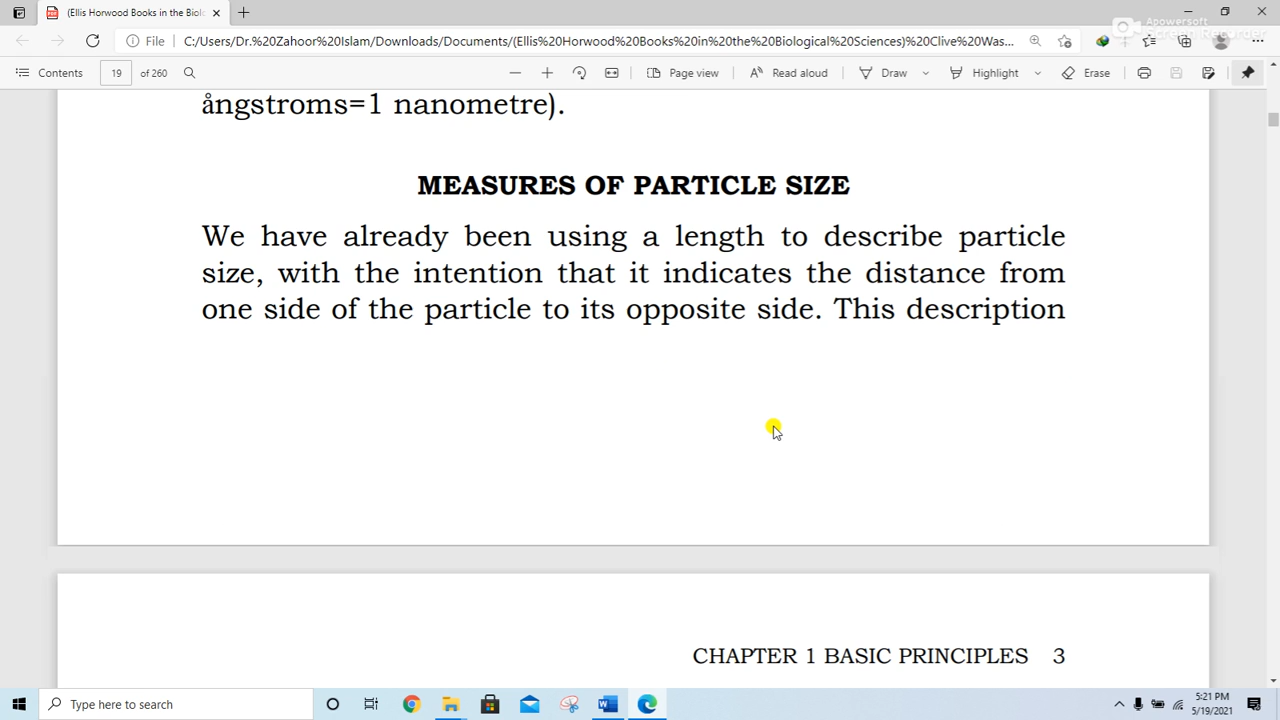 (Ellis Horwood Books in the Biol
File
C:/Users/Dr.%20Zahoor%20Islam/Downloads/Documents/(Ellis%20Horwood%20Books%20in%20the%20Biological%20Sciences)%20Clive%20Was...
Apowersoft
Screen Recorder
Contents
19
of 260
Page view
Read aloud
Draw
Highlight
Erase
ångstroms=1 nanometre).
MEASURES OF PARTICLE SIZE
We have already been using a length to describe particle
size, with the intention that it indicates the distance from
one side of the particle to its opposite side. This description
CHAPTER 1 BASIC PRINCIPLES 3
Type here to search
5:21 PM
5/19/2021